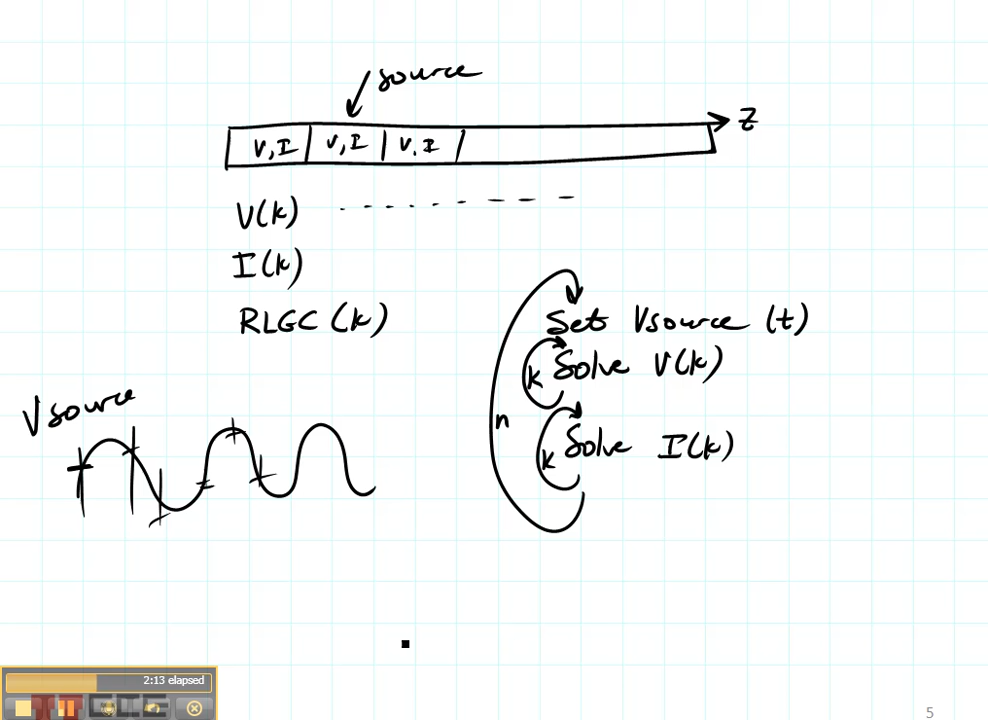 source
z
V,I V,I V,I
V(k)
I(k)
RLGC (k)
Set Vsource (t)
k Solve V(k)
n
k Solve I(k)
Vsource
2:13 elapsed
5